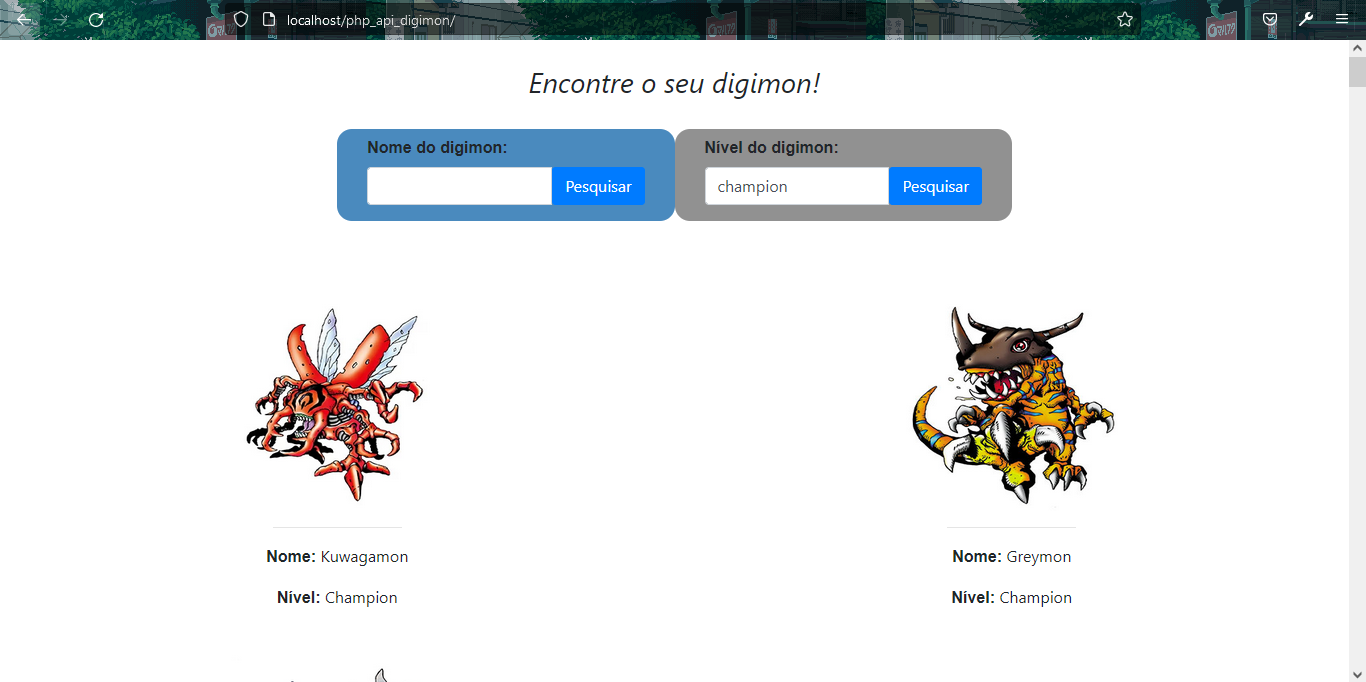 localhost/php_api_digimon/
Encontre o seu digimon!
Nome do digimon:
Pesquisar
Nível do digimon:
champion
Pesquisar
Nome: Kuwagamon
Nível: Champion
Nome: Greymon
Nível: Champion